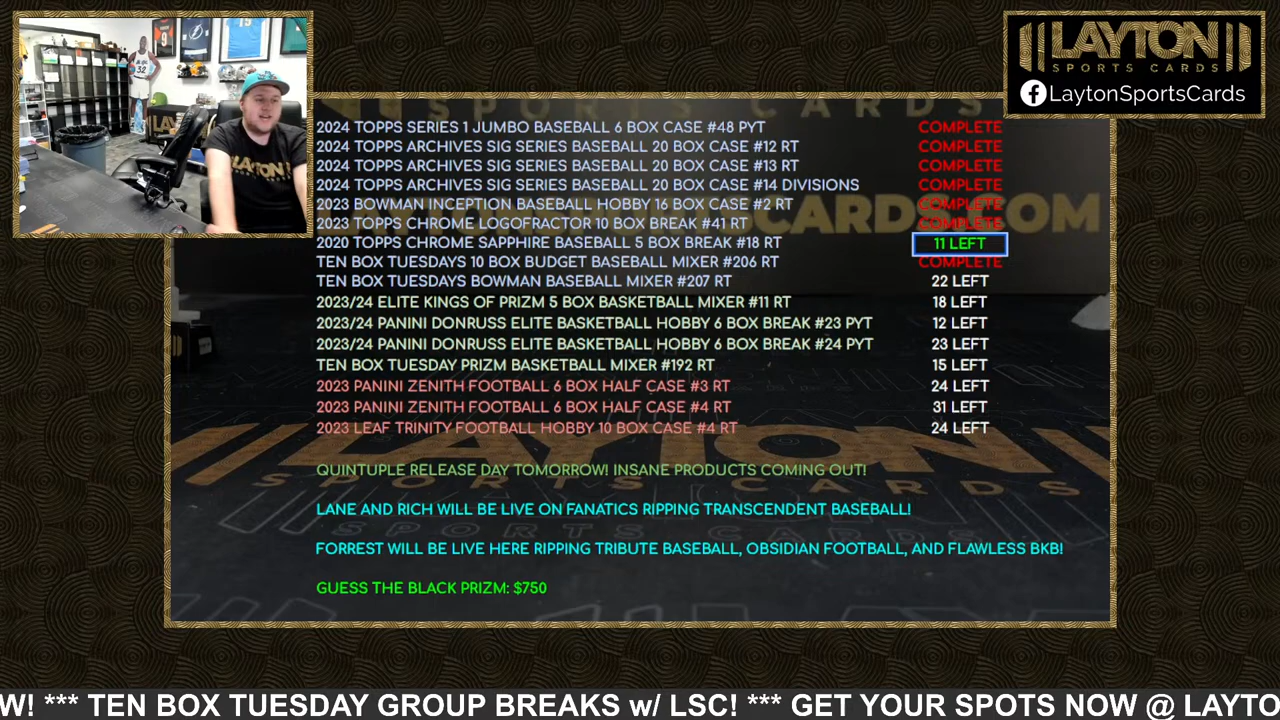 LAYTON
SPORTS CARDS
LaytonSportsCards
2024 TOPPS SERIES 1 JUMBO BASEBALL 6 BOX CASE #48 PYT COMPLETE
2024 TOPPS ARCHIVES SIG SERIES BASEBALL 20 BOX CASE #12 RT COMPLETE
2024 TOPPS ARCHIVES SIG SERIES BASEBALL 20 BOX CASE #13 RT COMPLETE
2024 TOPPS ARCHIVES SIG SERIES BASEBALL 20 BOX CASE #14 DIVISIONS COMPLETE
2023 BOWMAN INCEPTION BASEBALL HOBBY 16 BOX CASE #2 RT COMPLETE
2023 TOPPS CHROME LOGOFRACTOR 10 BOX BREAK #41 RT COMPLETE
2020 TOPPS CHROME SAPPHIRE BASEBALL 5 BOX BREAK #18 RT 11 LEFT
TEN BOX TUESDAYS 10 BOX BUDGET BASEBALL MIXER #206 RT COMPLETE
TEN BOX TUESDAYS BOWMAN BASEBALL MIXER #207 RT 22 LEFT
2023/24 ELITE KINGS OF PRIZM 5 BOX BASKETBALL MIXER #11 RT 18 LEFT
2023/24 PANINI DONRUSS ELITE BASKETBALL HOBBY 6 BOX BREAK #23 PYT 12 LEFT
2023/24 PANINI DONRUSS ELITE BASKETBALL HOBBY 6 BOX BREAK #24 PYT 23 LEFT
TEN BOX TUESDAY PRIZM BASKETBALL MIXER #192 RT 15 LEFT
2023 PANINI ZENITH FOOTBALL 6 BOX HALF CASE #3 RT 24 LEFT
2023 PANINI ZENITH FOOTBALL 6 BOX HALF CASE #4 RT 31 LEFT
2023 LEAF TRINITY FOOTBALL HOBBY 10 BOX CASE #4 RT 24 LEFT
QUINTUPLE RELEASE DAY TOMORROW! INSANE PRODUCTS COMING OUT!
LANE AND RICH WILL BE LIVE ON FANATICS RIPPING TRANSCENDENT BASEBALL!
FORREST WILL BE LIVE HERE RIPPING TRIBUTE BASEBALL, OBSIDIAN FOOTBALL, AND FLAWLESS BKB!
GUESS THE BLACK PRIZM: $750
W! *** TEN BOX TUESDAY GROUP BREAKS w/ LSC! *** GET YOUR SPOTS NOW @ LAYTO